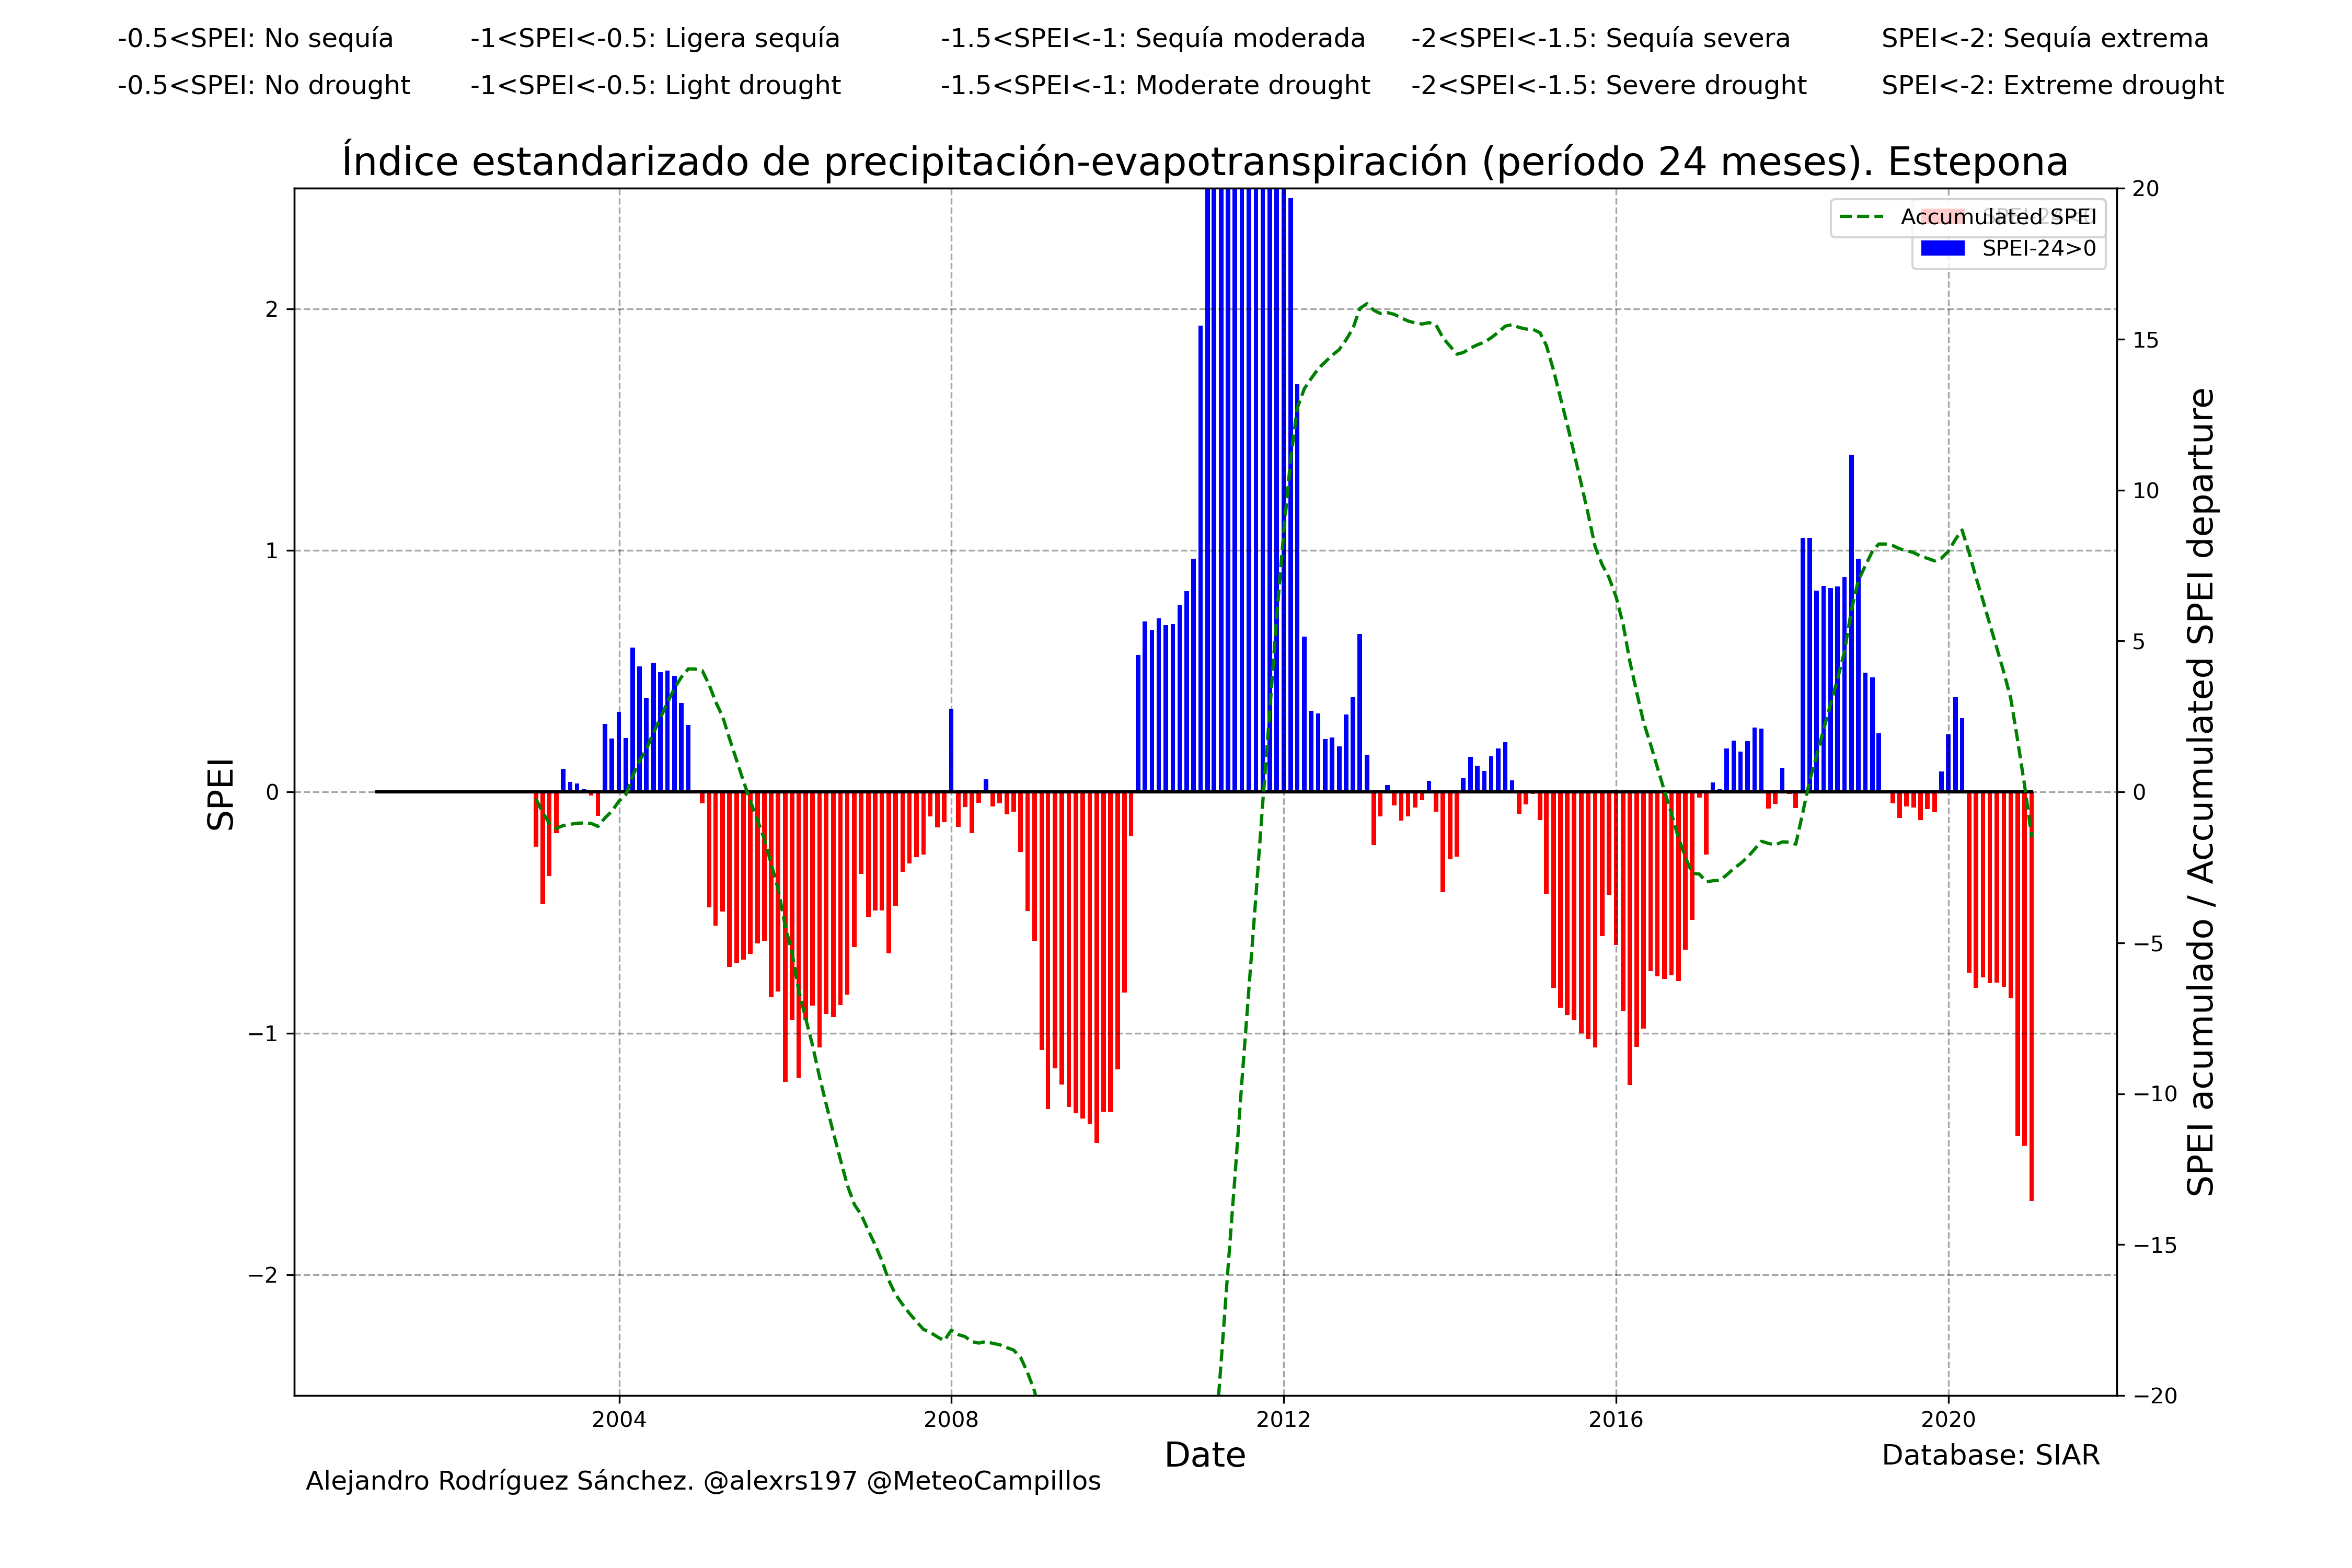 -0.5<SPEI: No sequía -1<SPEI<-0.5: Ligera sequía -1.5<SPEI<-1: Sequía moderada -2<SPEI<-1.5: Sequía severa SPEI<-2: Sequía extrema
-0.5<SPEI: No drought -1<SPEI<-0.5: Light drought -1.5<SPEI<-1: Moderate drought -2<SPEI<-1.5: Severe drought SPEI<-2: Extreme drought
Índice estandarizado de precipitación-evapotranspiración (período 24 meses). Estepona
Accumulated SPEI
SPEI-24>0
2
1
0
−1
−2
SPEI
20
15
10
5
0
−5
−10
−15
−20
SPEI acumulado / Accumulated SPEI departure
2004 2008 2012 2016 2020
Date
Database: SIAR
Alejandro Rodríguez Sánchez. @alexrs197 @MeteoCampillos